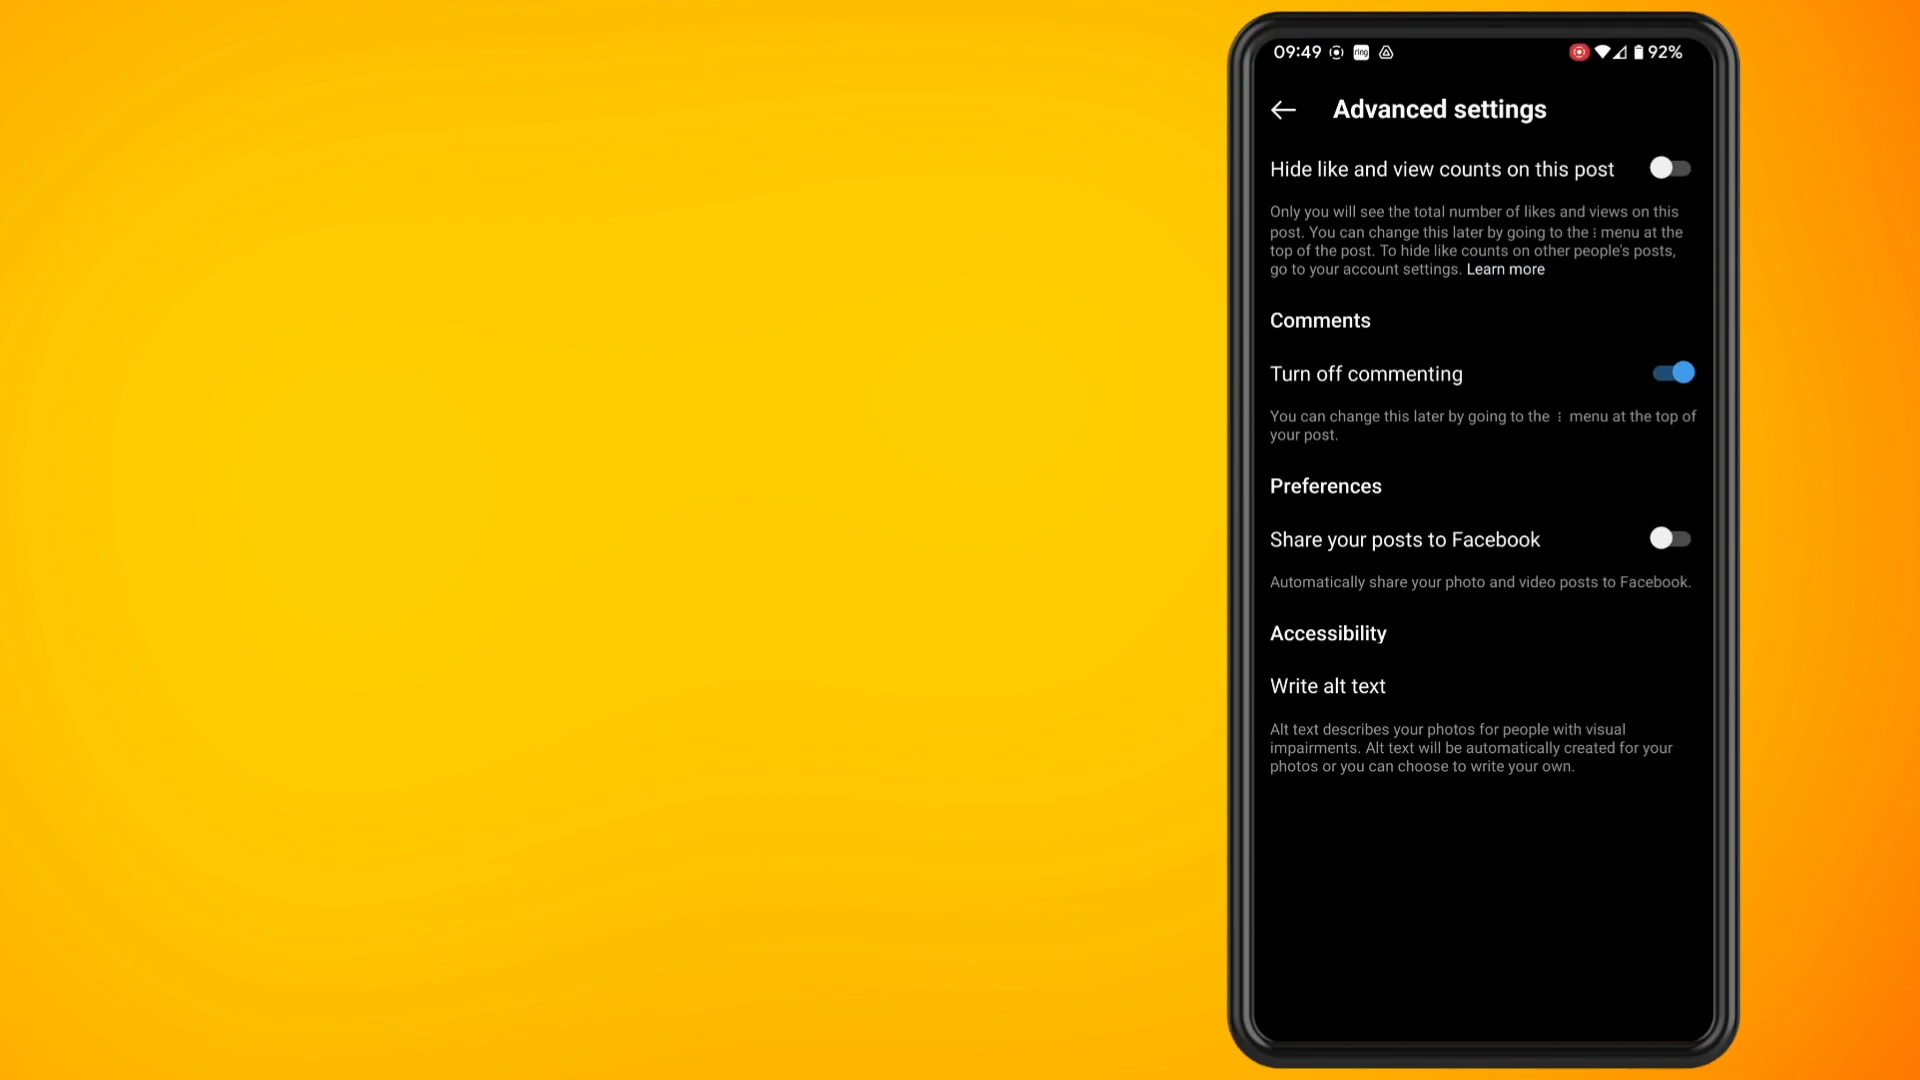 09:49 ring 92%
Advanced settings
Hide like and view counts on this post
Only you will see the total number of likes and views on this
post. You can change this later by going to the ⋮ menu at the
top of the post. To hide like counts on other people's posts,
go to your account settings. Learn more
Comments
Turn off commenting
You can change this later by going to the ⋮ menu at the top of
your post.
Preferences
Share your posts to Facebook
Automatically share your photo and video posts to Facebook.
Accessibility
Write alt text
Alt text describes your photos for people with visual
impairments. Alt text will be automatically created for your
photos or you can choose to write your own.